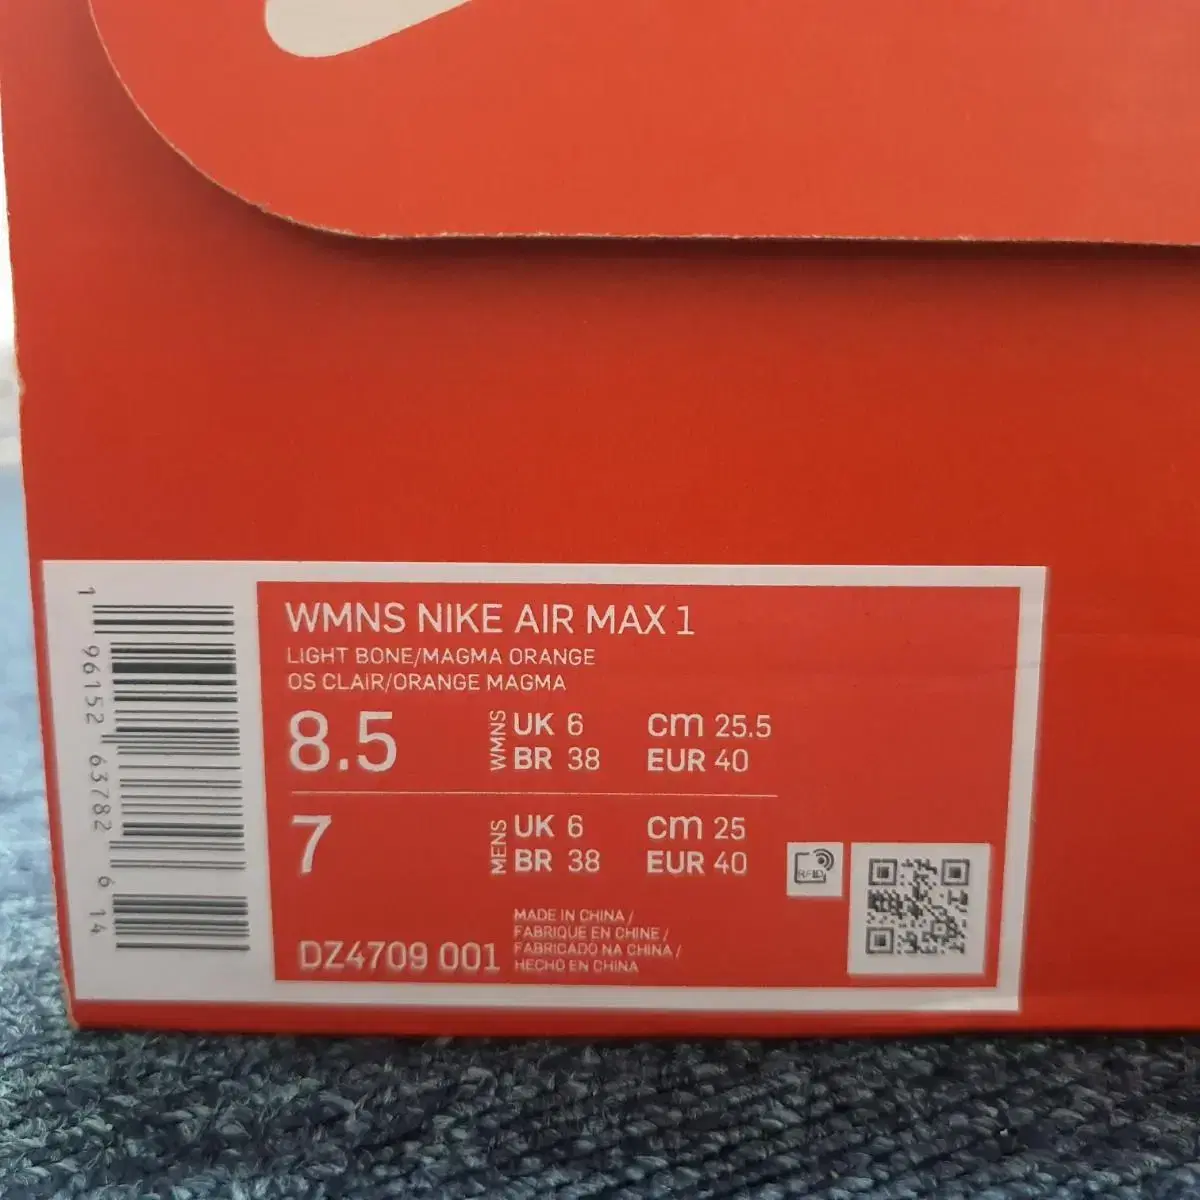 WMNS NIKE AIR MAX 1
LIGHT BONE/MAGMA ORANGE
OS CLAIR/ORANGE MAGMA
8.5 WMNS UK 6 cm 25.5
BR 38 EUR 40
7 MENS UK 6 cm 25
BR 38 EUR 40
RFID
MADE IN CHINA /
FABRIQUE EN CHINE /
FABRICADO NA CHINA /
HECHO EN CHINA
DZ4709 001
1 96152 63782 6 14